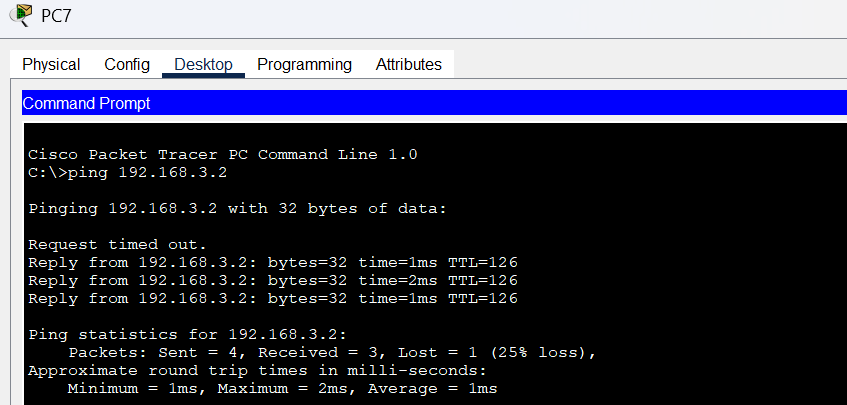 PC7
Physical Config Desktop Programming Attributes
Command Prompt
Cisco Packet Tracer PC Command Line 1.0
C:\>ping 192.168.3.2
Pinging 192.168.3.2 with 32 bytes of data:
Request timed out.
Reply from 192.168.3.2: bytes=32 time=1ms TTL=126
Reply from 192.168.3.2: bytes=32 time=2ms TTL=126
Reply from 192.168.3.2: bytes=32 time=1ms TTL=126
Ping statistics for 192.168.3.2:
Packets: Sent = 4, Received = 3, Lost = 1 (25% loss),
Approximate round trip times in milli-seconds:
Minimum = 1ms, Maximum = 2ms, Average = 1ms